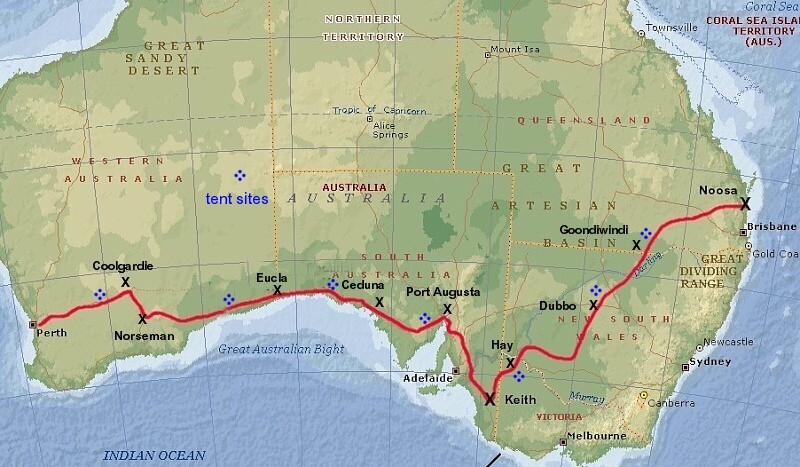 Coral Sea
NORTHERN
TERRITORY
CORAL SEA ISLA
TERRITORY
(AUS.)
Townsville
GREAT
SANDY
DESERT
Mount Isa
Tropic of Capricorn
Alice
Springs
QUEENSLAND
WESTERN
AUSTRALIA
GREAT
tent sites
AUSTRALIA
AUSTRALIA
Noosa
ARTESIAN
Goondiwindi
Brisbane
BASIN
Gold Coa
Coolgardie
Eucla
SOUTH
AUSTRALIA
Ceduna
Darling
GREAT
DIVIDING
RANGE
Port Augusta
Dubbo
Perth
Norseman
NEW SOUTH
WALES
Hay
Newcastle
Great Australian Bight
Sydney
Adelaide
Keith
Murray
Canberra
VICTORIA
Melbourne
INDIAN OCEAN
X
X
X
X
X
X
X
X
X
X